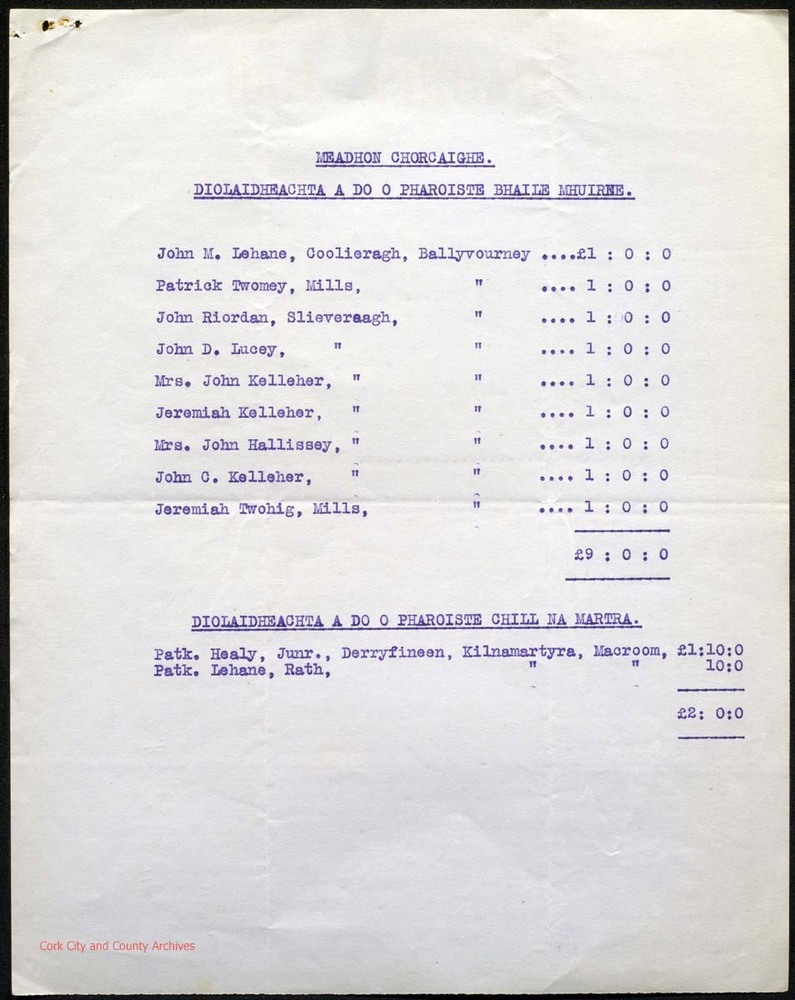 MEADHON CHORCAIGHE.
DIOLAIDHEACHTA A DO O PHAROISTE BHAILE MHUIRNE.
John M. Lehane, Coolieragh, Ballyvourney ....£1 : 0 : 0
Patrick Twomey, Mills, " .... 1 : 0 : 0
John Riordan, Slieveraagh, " .... 1 : 0 : 0
John D. Lucey, " " .... 1 : 0 : 0
Mrs. John Kelleher, " " .... 1 : 0 : 0
Jeremiah Kelleher, " " .... 1 : 0 : 0
Mrs. John Hallissey, " " .... 1 : 0 : 0
John C. Kelleher, " " .... 1 : 0 : 0
Jeremiah Twohig, Mills, " .... 1 : 0 : 0
£9 : 0 : 0
DIOLAIDHEACHTA A DO O PHAROISTE CHILL NA MARTRA.
Patk. Healy, Junr., Derryfineen, Kilnamartyra, Macroom, £1:10:0
Patk. Lehane, Rath, " " 10:0
£2: 0:0
Cork City and County Archives